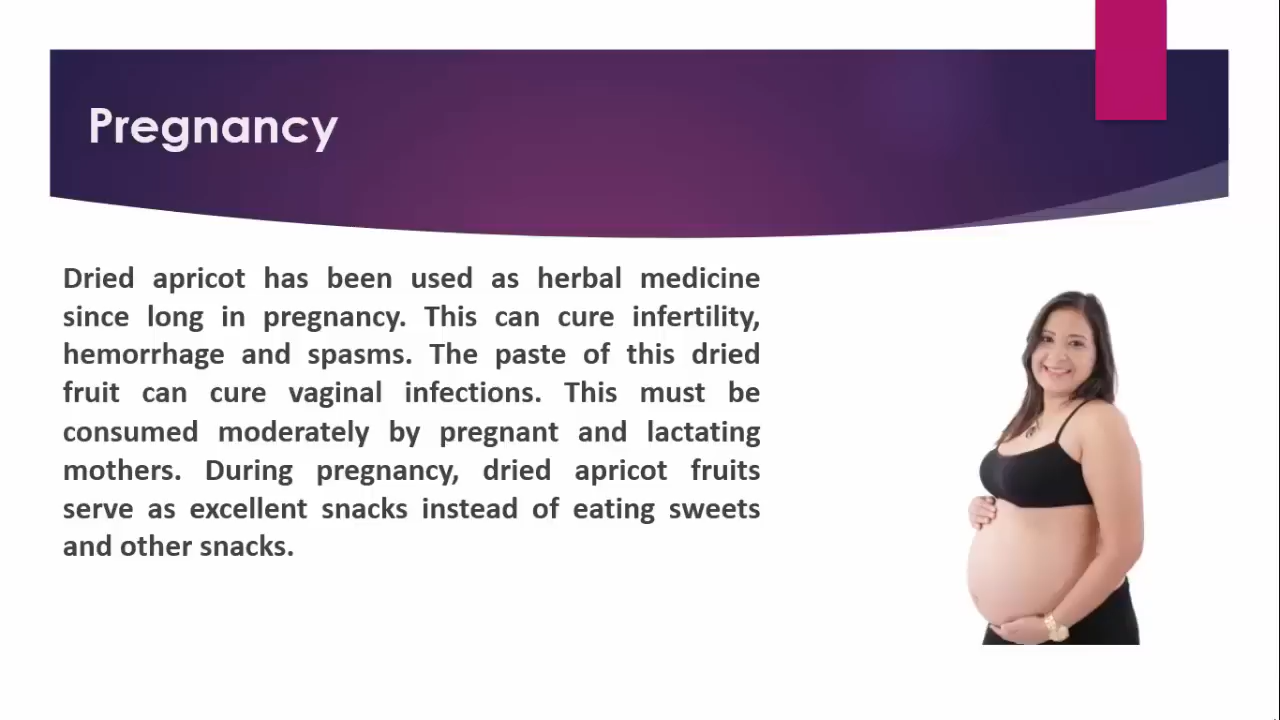 Pregnancy
Dried apricot has been used as herbal medicine
since long in pregnancy. This can cure infertility,
hemorrhage and spasms. The paste of this dried
fruit can cure vaginal infections. This must be
consumed moderately by pregnant and lactating
mothers. During pregnancy, dried apricot fruits
serve as excellent snacks instead of eating sweets
and other snacks.